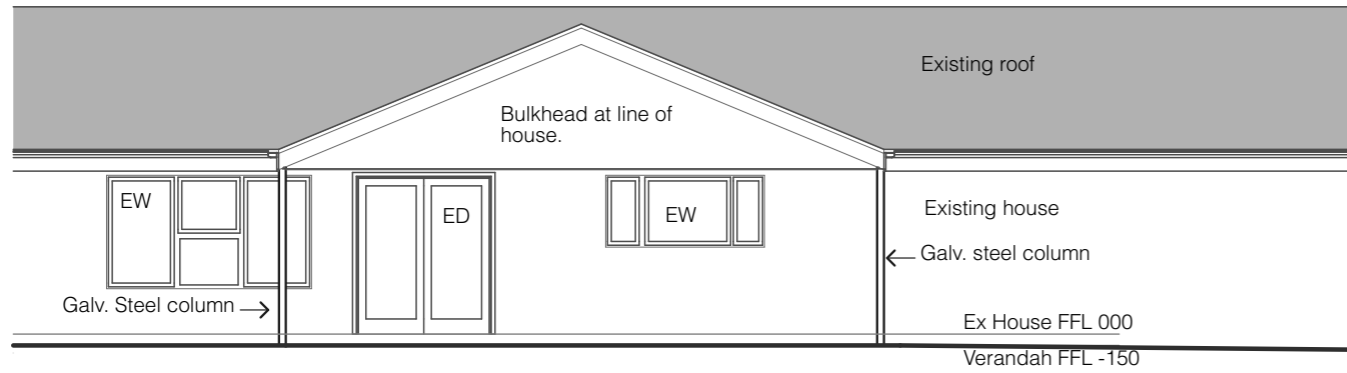 Existing roof
Bulkhead at line of
house.
EW
ED
EW
Existing house
Galv. steel column
Galv. Steel column
Ex House FFL 000
Verandah FFL -150